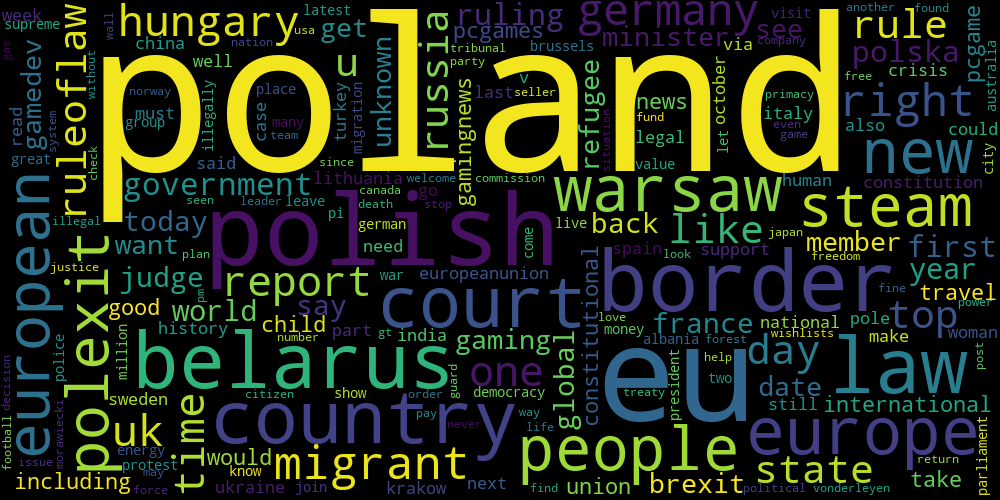 week
supreme
hungary
wall
nation
usa
latest
get
ruling
germany
another
found
visit
see
rule
china
well
pcgames
minister
via
company
polska
pcgame
gas
gamedev
ruleoflaw
without
poland
u
unknown
russia
tribunal
brussels
party
v
seller
last
crisis
free
australia
read
system
great
check
norway
must
group
illegally
place
case
many
team
turkey
migration
gamingnews
refugee
news
fund
legal
value
situation
let
october
primacy
italy
even
game
right
also
could
city
new
said
since
lithuania
welcome
commission
government
canada
go
death
stop
seen
leader
leave
pi
german
need
warsaw
human
constitution
european
illegal
today
want
plan
polish
war
come
live
back
like
japan
steam
freedom
member
first
justice
judge
report
europeanunion
spain
look
support
year
travel
polexit
good
pm
world
say
court
constitutional
border
fine
power
top
history
child
part
gt
india
gaming
global
love
money
france
national
pole
make
woman
million
number
albania
forest
wishlists
police
belarus
one
eu
help
day
law
post
decision
morawiecki
football
sweden
citizen
show
order
guard
democracy
president
two
treaty
date
still
international
uk
time
country
pay
never
way
life
people
europe
parliament
issue
energy
protest
may
would
migrant
state
return
including
force
know
ukraine
join
krakow
next
find
union
brexit
political
vonderleyen
take